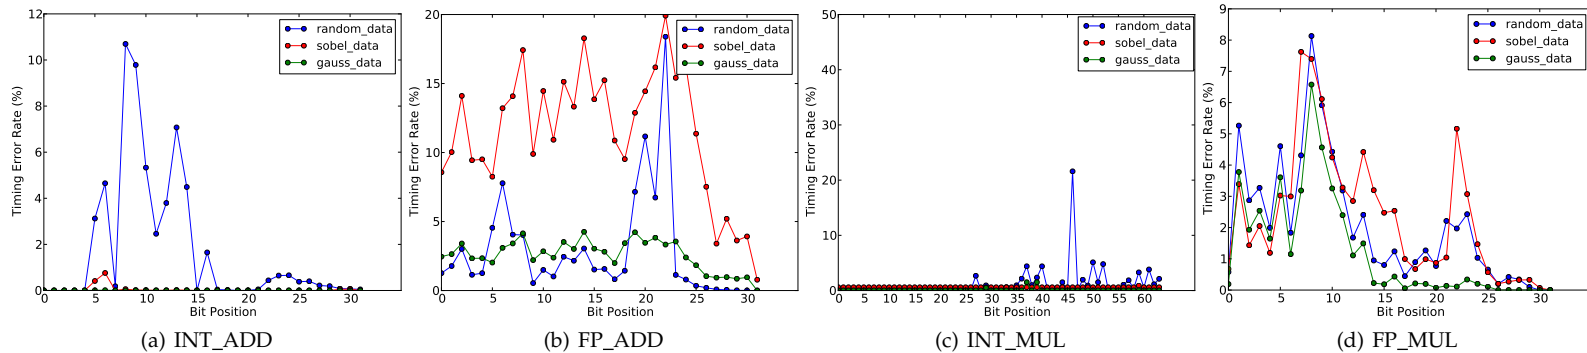 Timing Error Rate (%)
12
10
8
6
4
2
0
0 5 10 15 20 25 30
Bit Position
random_data
sobel_data
gauss_data
(a) INT_ADD
Timing Error Rate (%)
20
15
10
5
0
0 5 10 15 20 25 30
Bit Position
random_data
sobel_data
gauss_data
(b) FP_ADD
Timing Error Rate (%)
50
40
30
20
10
0
0 5 10 15 20 25 30 35 40 45 50 55 60
Bit Position
random_data
sobel_data
gauss_data
(c) INT_MUL
Timing Error Rate (%)
9
8
7
6
5
4
3
2
1
0
0 5 10 15 20 25 30
Bit Position
random_data
sobel_data
gauss_data
(d) FP_MUL